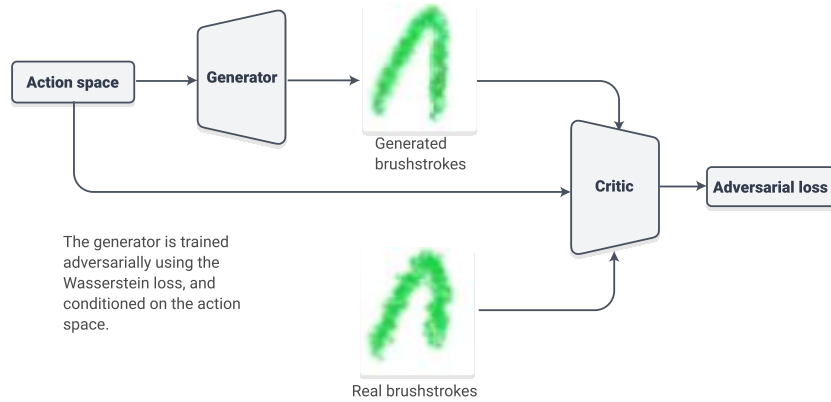 Action space
Generator
Generated
brushstrokes
Critic
Adversarial loss
The generator is trained
adversarially using the
Wasserstein loss, and
conditioned on the action
space.
Real brushstrokes